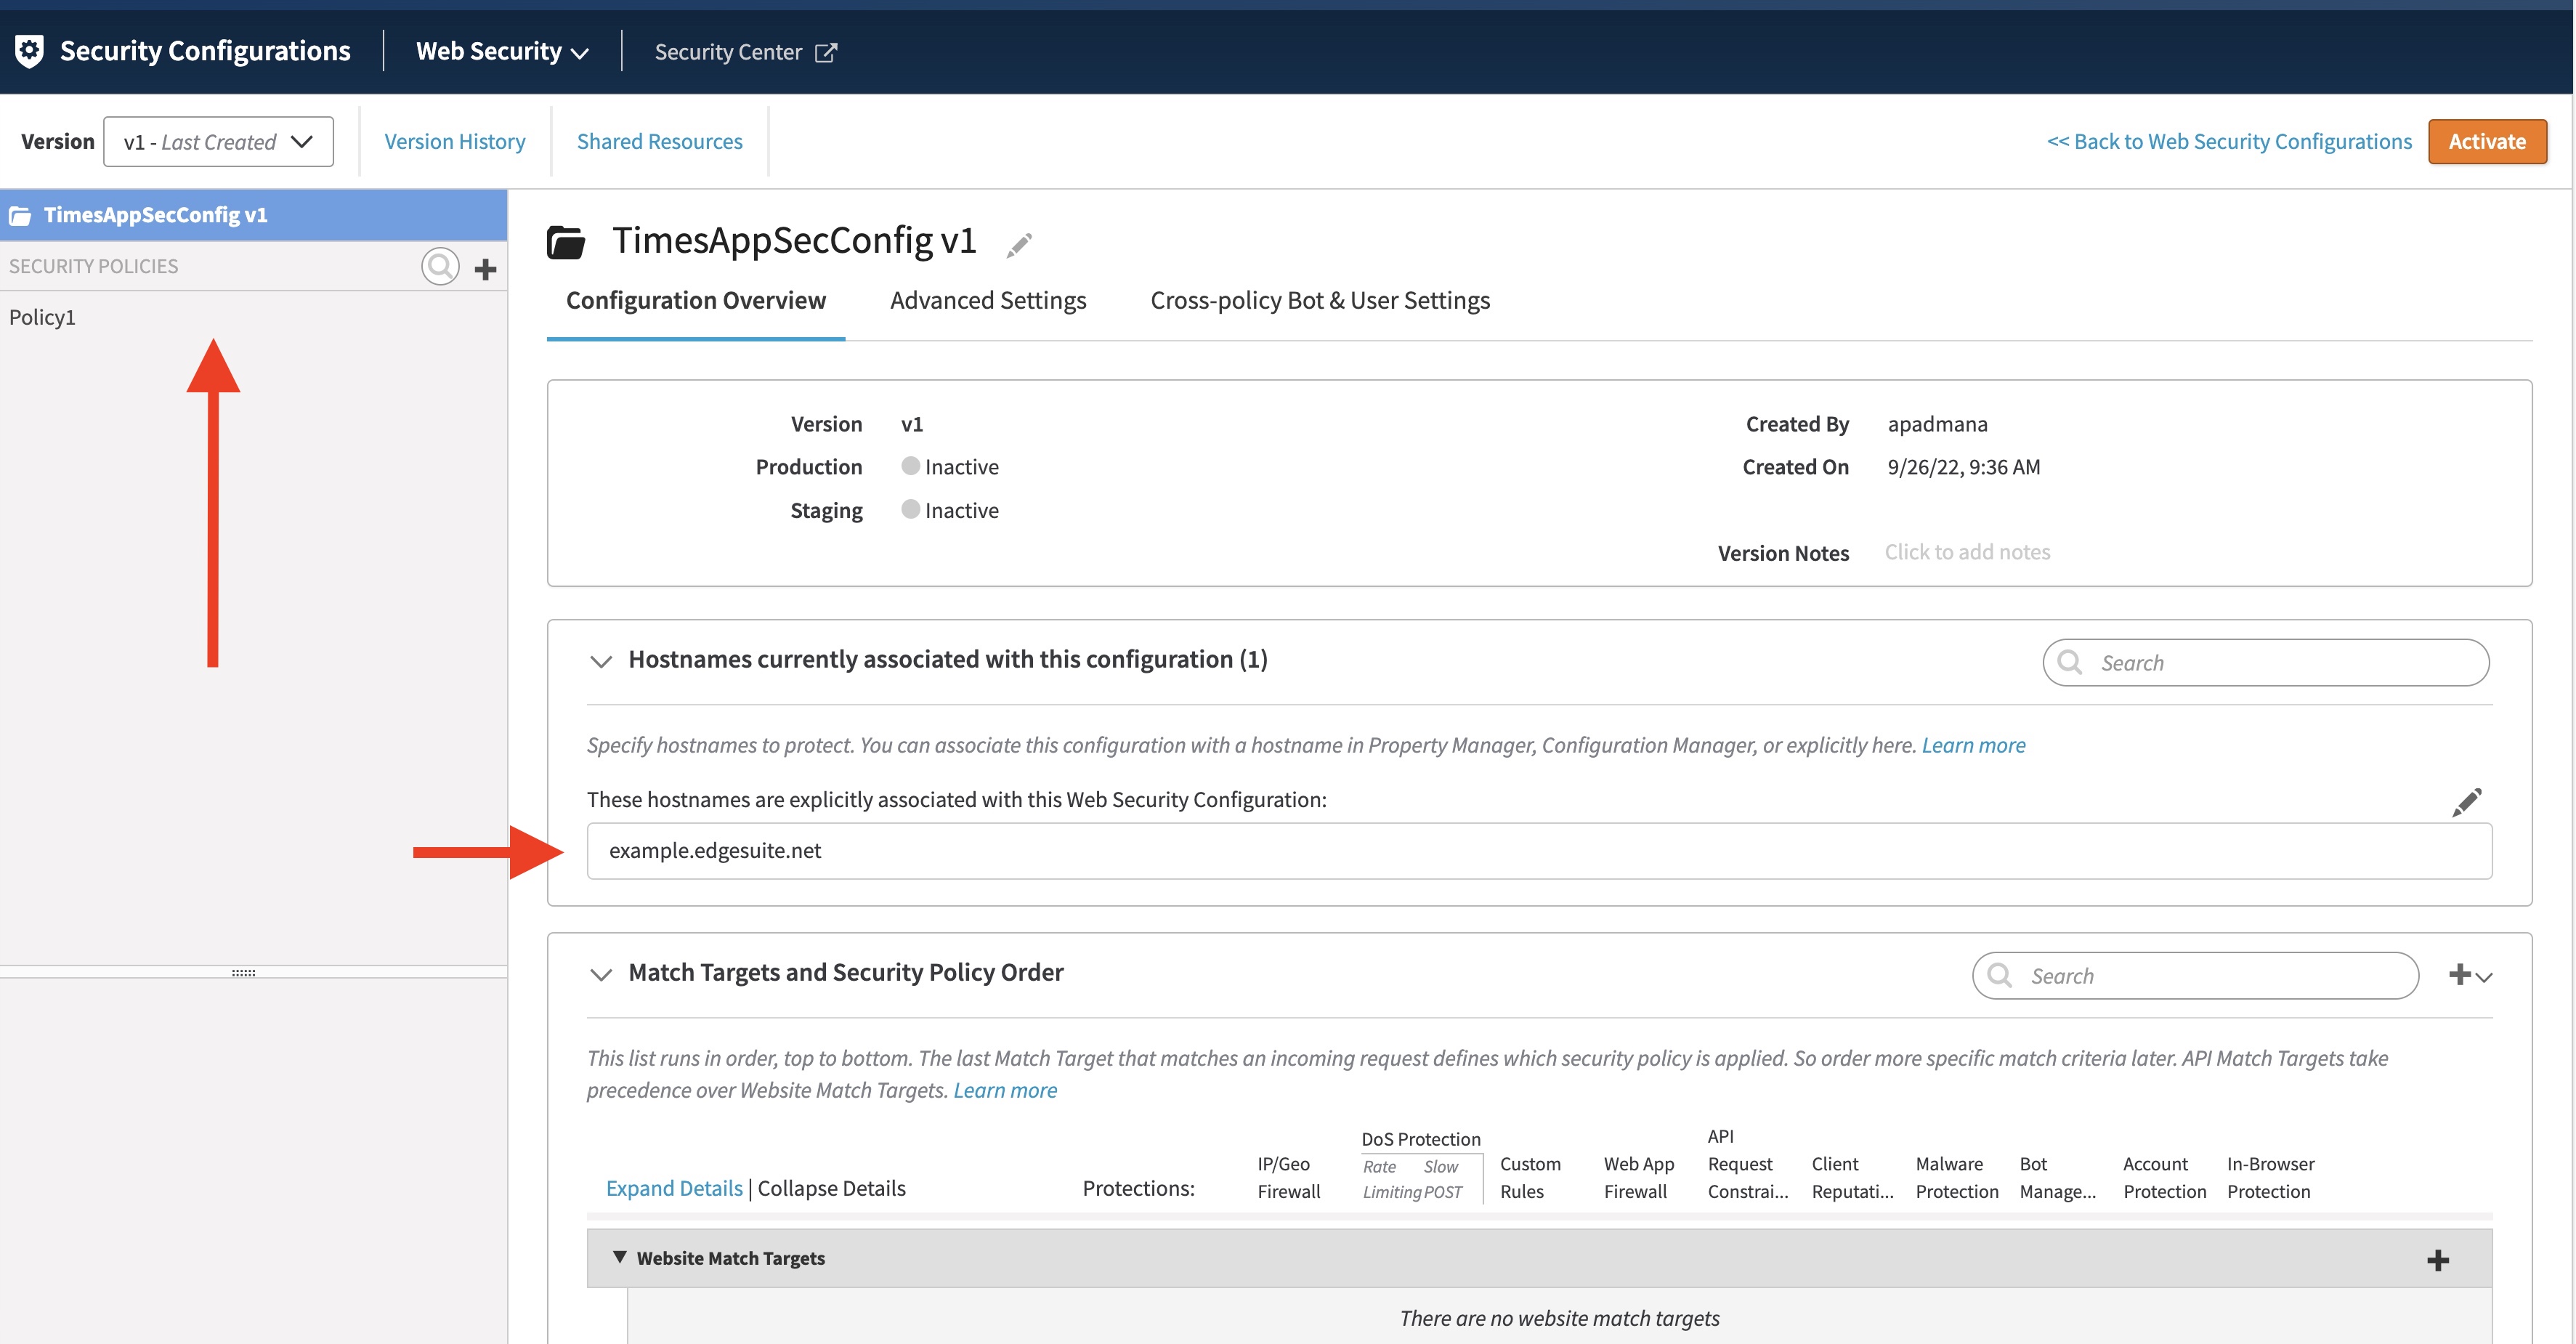 Security Configurations
Web Security
Security Center
Version
v1 - Last Created
Version History
Shared Resources
<< Back to Web Security Configurations
Activate
TimesAppSecConfig v1
SECURITY POLICIES
Policy1
TimesAppSecConfig v1
Configuration Overview
Advanced Settings
Cross-policy Bot & User Settings
Version v1
Production Inactive
Staging Inactive
Created By apadmana
Created On 9/26/22, 9:36 AM
Version Notes Click to add notes
Hostnames currently associated with this configuration (1)
Search
Specify hostnames to protect. You can associate this configuration with a hostname in Property Manager, Configuration Manager, or explicitly here. Learn more
These hostnames are explicitly associated with this Web Security Configuration:
example.edgesuite.net
Match Targets and Security Policy Order
Search
This list runs in order, top to bottom. The last Match Target that matches an incoming request defines which security policy is applied. So order more specific match criteria later. API Match Targets take
precedence over Website Match Targets. Learn more
Expand Details | Collapse Details
Protections:
IP/Geo
Firewall
DoS Protection
Rate
Limiting
Slow
POST
Custom
Rules
Web App
Firewall
API
Request
Constrai...
Client
Reputati...
Malware
Protection
Bot
Manage...
Account
Protection
In-Browser
Protection
Website Match Targets
There are no website match targets